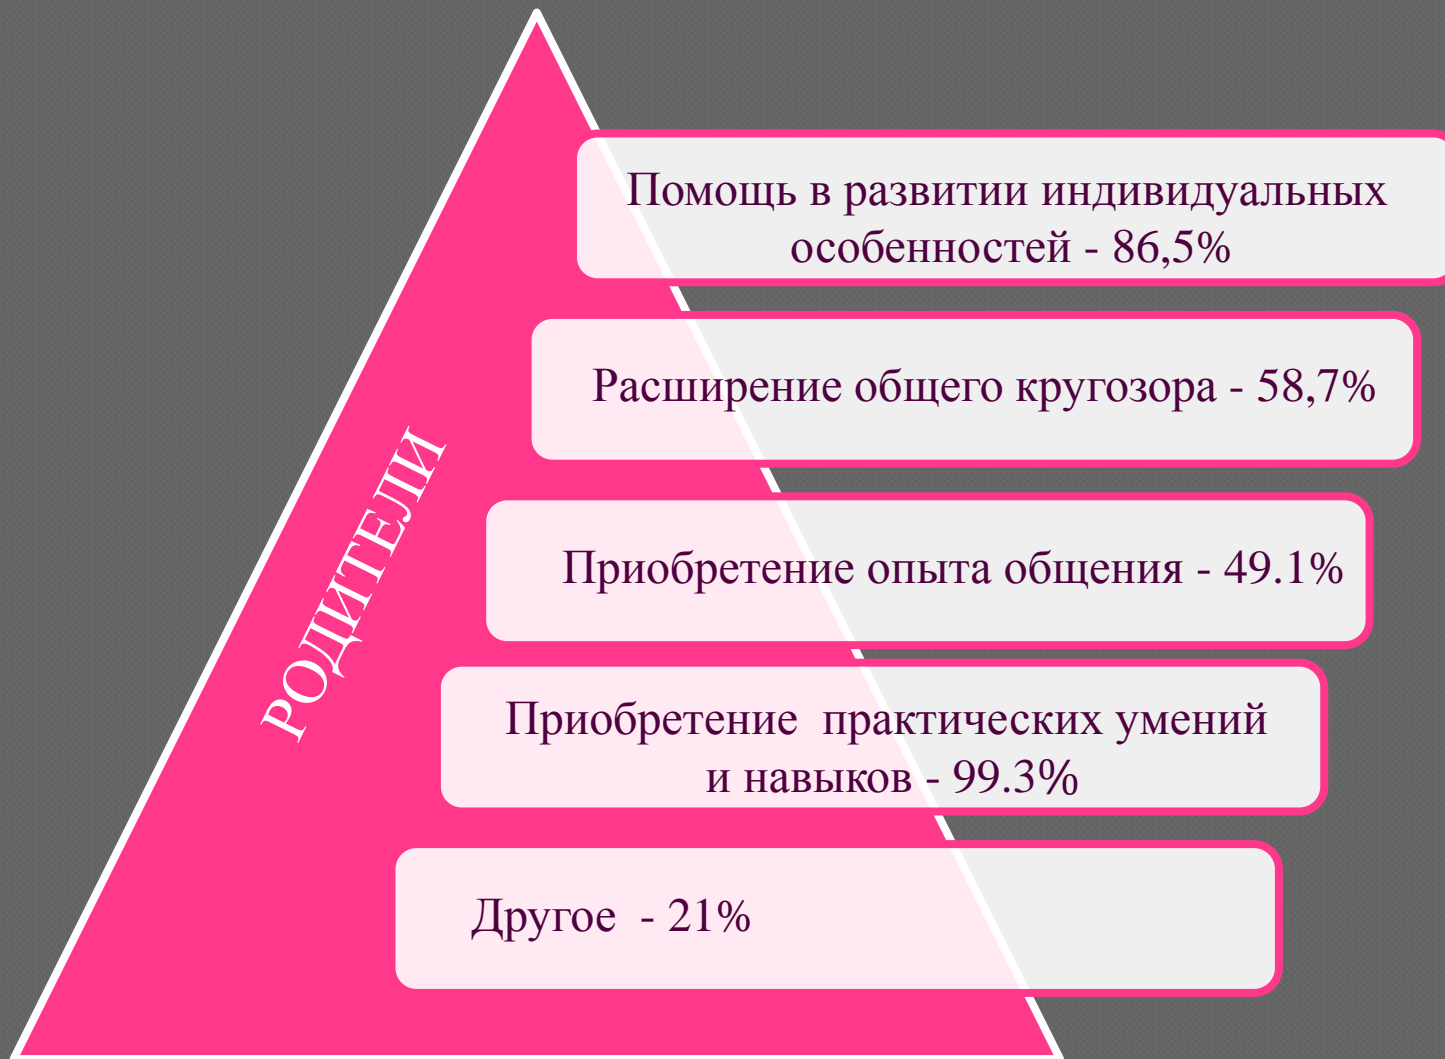 Помощь в развитии индивидуальных
особенностей - 86,5%
Расширение общего кругозора - 58,7%
РОДИТЕЛИ
Приобретение опыта общения - 49.1%
Приобретение  практических умений
и навыков - 99.3%
Другое  - 21%